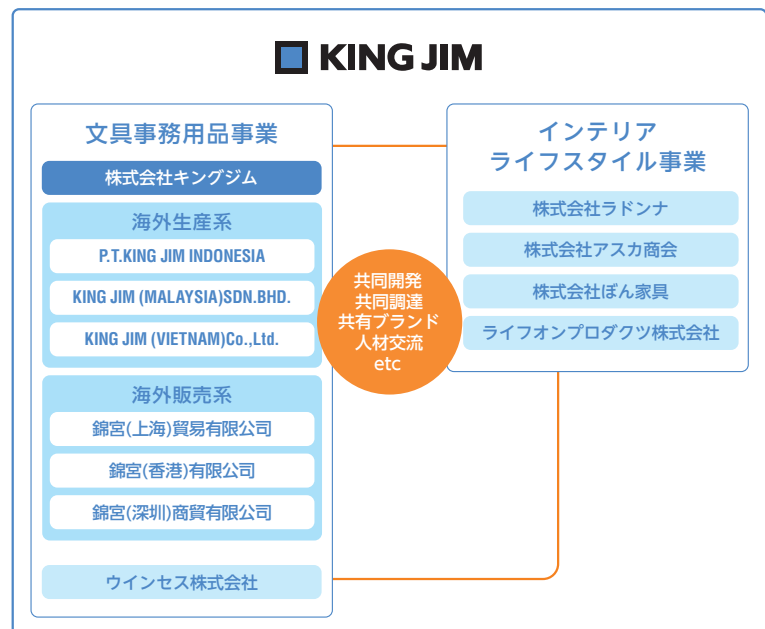 KING JIM
文具事務用品事業
株式会社キングジム
海外生産系
P.T.KING JIM INDONESIA
KING JIM (MALAYSIA)SDN.BHD.
KING JIM (VIETNAM)Co.,Ltd.
海外販売系
錦宮(上海)貿易有限公司
錦宮(香港)有限公司
錦宮(深圳)商貿有限公司
ウインセス株式会社
共同開発
共同調達
共有ブランド
人材交流
etc
インテリア
ライフスタイル事業
株式会社ラドンナ
株式会社アスカ商会
株式会社ぼん家具
ライフオンプロダクツ株式会社